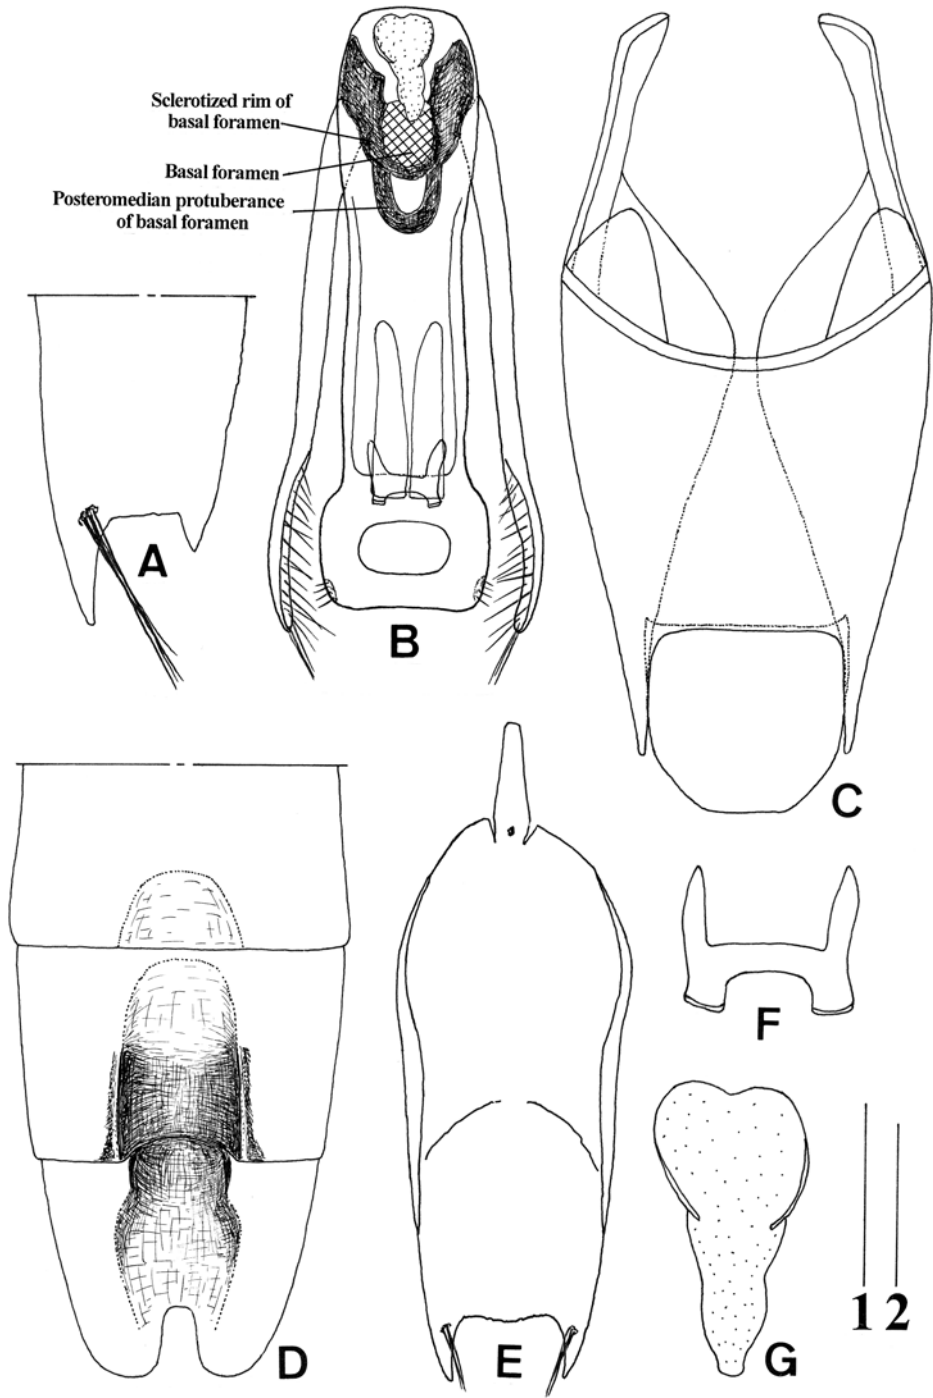 Sclerotized rim of
basal foramen
Basal foramen
Posteromedian protuberance
of basal foramen
A
B
C
D
E
F
G
1 2